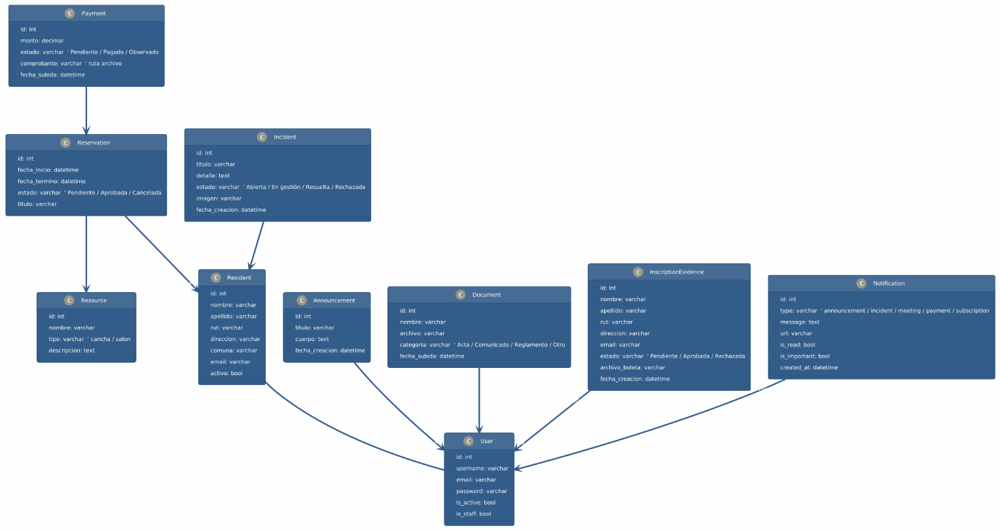 C Payment
id: int
monto: decimal
estado: varchar ' Pendiente / Pagado / Observado
comprobante: varchar ' ruta archivo
fecha_subida: datetime
C Reservation
id: int
fecha_inicio: datetime
fecha_termino: datetime
estado: varchar ' Pendiente / Aprobada / Cancelada
titulo: varchar
C Incident
id: int
titulo: varchar
detalle: text
estado: varchar ' Abierta / En gestión / Resuelta / Rechazada
imagen: varchar
fecha_creacion: datetime
C Resource
id: int
nombre: varchar
tipo: varchar ' cancha / salon
descripcion: text
C Resident
id: int
nombre: varchar
apellido: varchar
rut: varchar
direccion: varchar
comuna: varchar
email: varchar
activo: bool
C Announcement
id: int
titulo: varchar
cuerpo: text
fecha_creacion: datetime
C Document
id: int
nombre: varchar
archivo: varchar
categoria: varchar ' Acta / Comunicado / Reglamento / Otro
fecha_subida: datetime
C InscriptionEvidence
id: int
nombre: varchar
apellido: varchar
rut: varchar
direccion: varchar
email: varchar
estado: varchar ' Pendiente / Aprobada / Rechazada
archivo_boleta: varchar
fecha_creacion: datetime
C Notification
id: int
type: varchar ' announcement / incident / meeting / payment / subscription
message: text
url: varchar
is_read: bool
is_important: bool
created_at: datetime
C User
id: int
username: varchar
email: varchar
password: varchar
is_active: bool
is_staff: bool